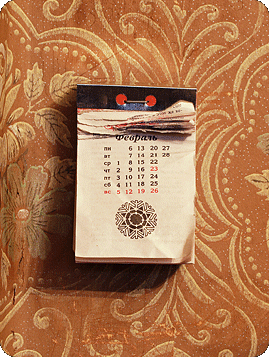 Февраль
пн 6 13 20 27
вт 7 14 21 28
ср 1 8 15 22
чт 2 9 16 23
пт 3 10 17 24
сб 4 11 18 25
вс 5 12 19 26